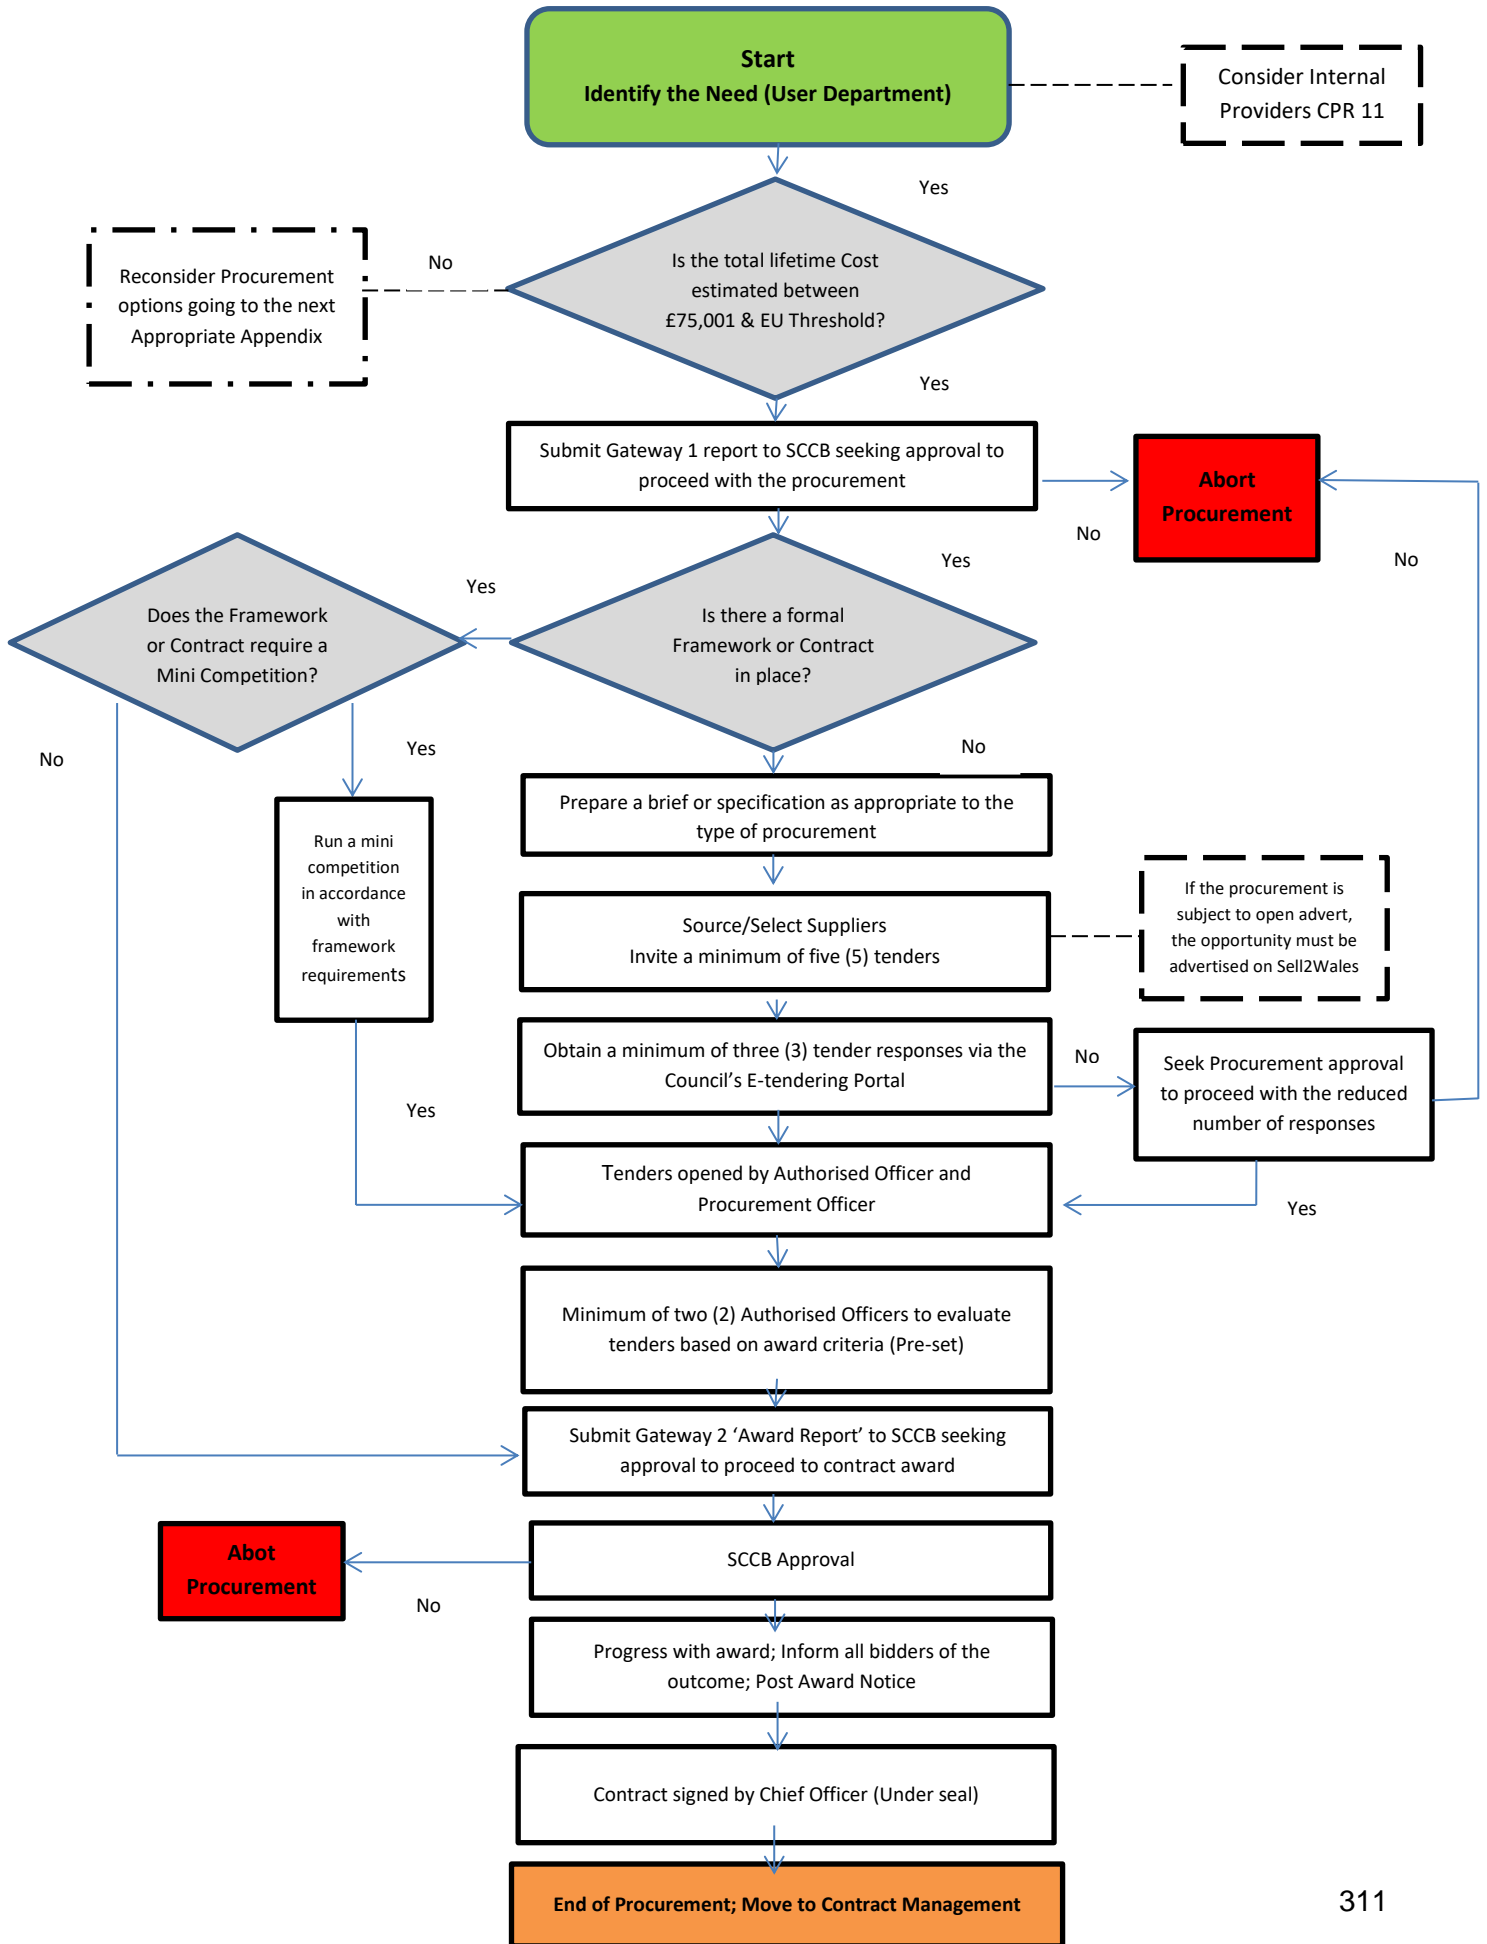 Start
Identify the Need (User Department)
Consider Internal
Providers CPR 11
Yes
Is the total lifetime Cost
estimated between
£75,001 & EU Threshold?
No
Reconsider Procurement
options going to the next
Appropriate Appendix
Yes
Submit Gateway 1 report to SCCB seeking approval to
proceed with the procurement
Abort
Procurement
No
No
Yes
Is there a formal
Framework or Contract
in place?
Yes
Does the Framework
or Contract require a
Mini Competition?
No
Yes
No
Prepare a brief or specification as appropriate to the
type of procurement
Run a mini
competition
in accordance
with
framework
requirements
Source/Select Suppliers
Invite a minimum of five (5) tenders
If the procurement is
subject to open advert,
the opportunity must be
advertised on Sell2Wales
Obtain a minimum of three (3) tender responses via the
Council's E-tendering Portal
No
Seek Procurement approval
to proceed with the reduced
number of responses
Yes
Tenders opened by Authorised Officer and
Procurement Officer
Yes
Minimum of two (2) Authorised Officers to evaluate
tenders based on award criteria (Pre-set)
Submit Gateway 2 ‘Award Report’ to SCCB seeking
approval to proceed to contract award
SCCB Approval
Abot
Procurement
No
Progress with award; Inform all bidders of the
outcome; Post Award Notice
Contract signed by Chief Officer (Under seal)
End of Procurement; Move to Contract Management
311